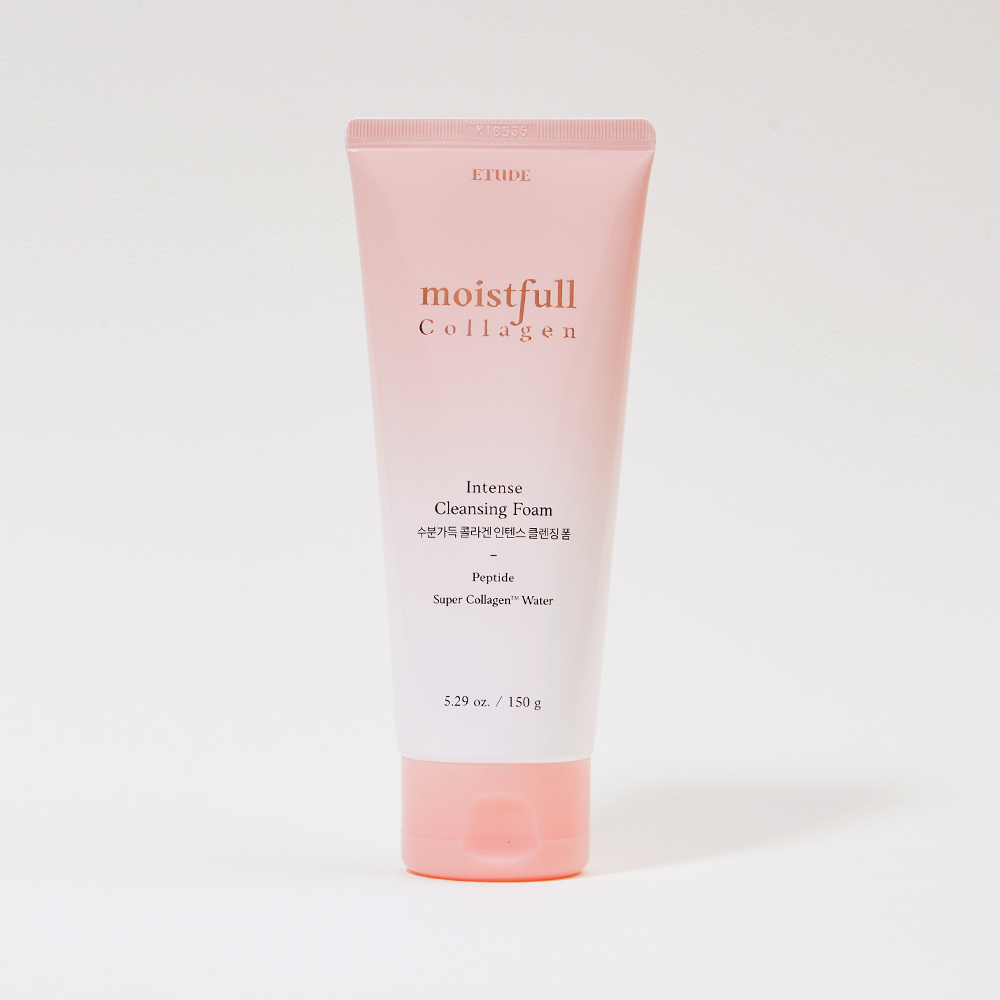 K18535
ETUDE
moistfull
Collagen
Intense
Cleansing Foam
수분가득 콜라겐 인텐스 클렌징 폼
–
Peptide
Super Collagen™ Water
5.29 oz. / 150 g